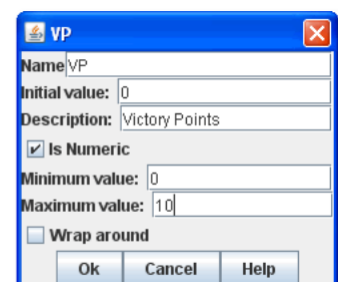 VP
Name VP
Initial value: 0
Description: Victory Points
Is Numeric
Minimum value: 0
Maximum value: 10
Wrap around
Ok Cancel Help